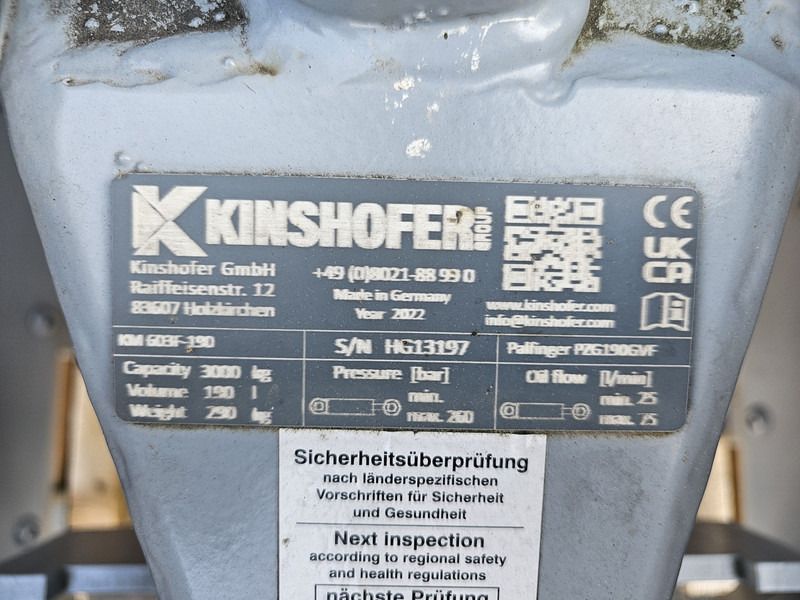 KINSHOFER GROUP
Kinshofer GmbH
Raiffeisenstr. 12
83607 Holzkirchen
+49 (0)8021-88 99 0
Made in Germany
Year 2022
www.kinshofer.com
info@kinshofer.com
CE
UK
CA
KM 603F-190
S/N HG13197
Palfinger PZG190GVF
Capacity 3000 kg
Volume 190 l
Weight 290 kg
Pressure [bar]
min.
max. 260
Oil flow [l/min]
min. 25
max. 75
Sicherheitsüberprüfung
nach länderspezifischen
Vorschriften für Sicherheit
und Gesundheit
Next inspection
according to regional safety
and health regulations
nächste Prüfung